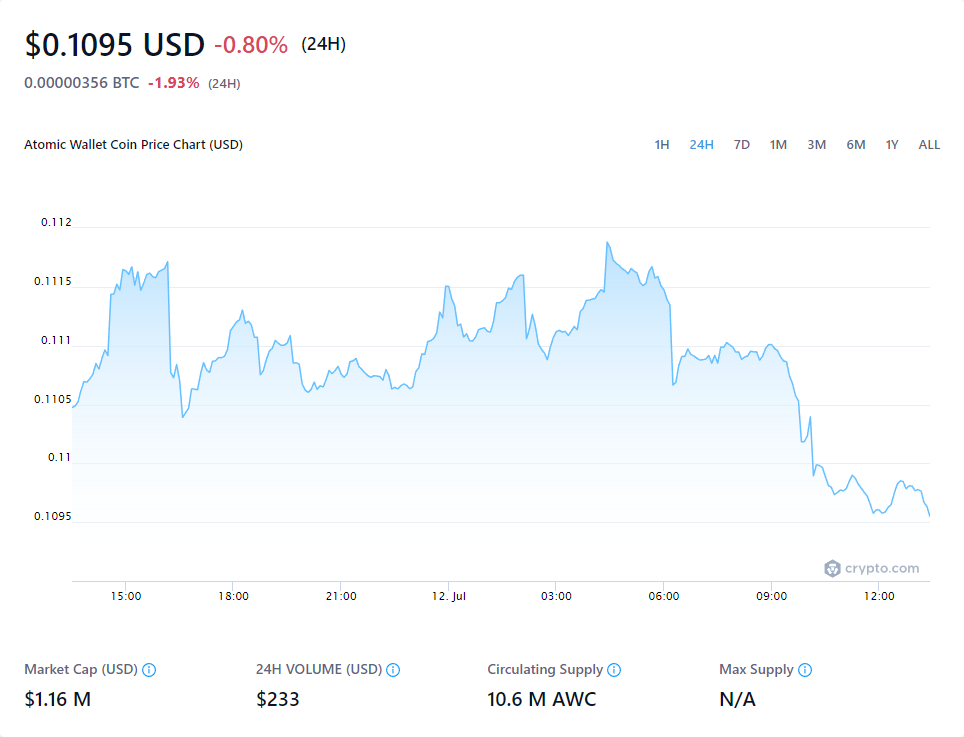 $0.1095 USD -0.80% (24H)
0.00000356 BTC -1.93% (24H)
Atomic Wallet Coin Price Chart (USD)
1H 24H 7D 1M 3M 6M 1Y ALL
0.112
0.1115
0.111
0.1105
0.11
0.1095
crypto.com
15:00 18:00 21:00 12. Jul 03:00 06:00 09:00 12:00
Market Cap (USD) 24H VOLUME (USD) Circulating Supply Max Supply
$1.16 M $233 10.6 M AWC N/A